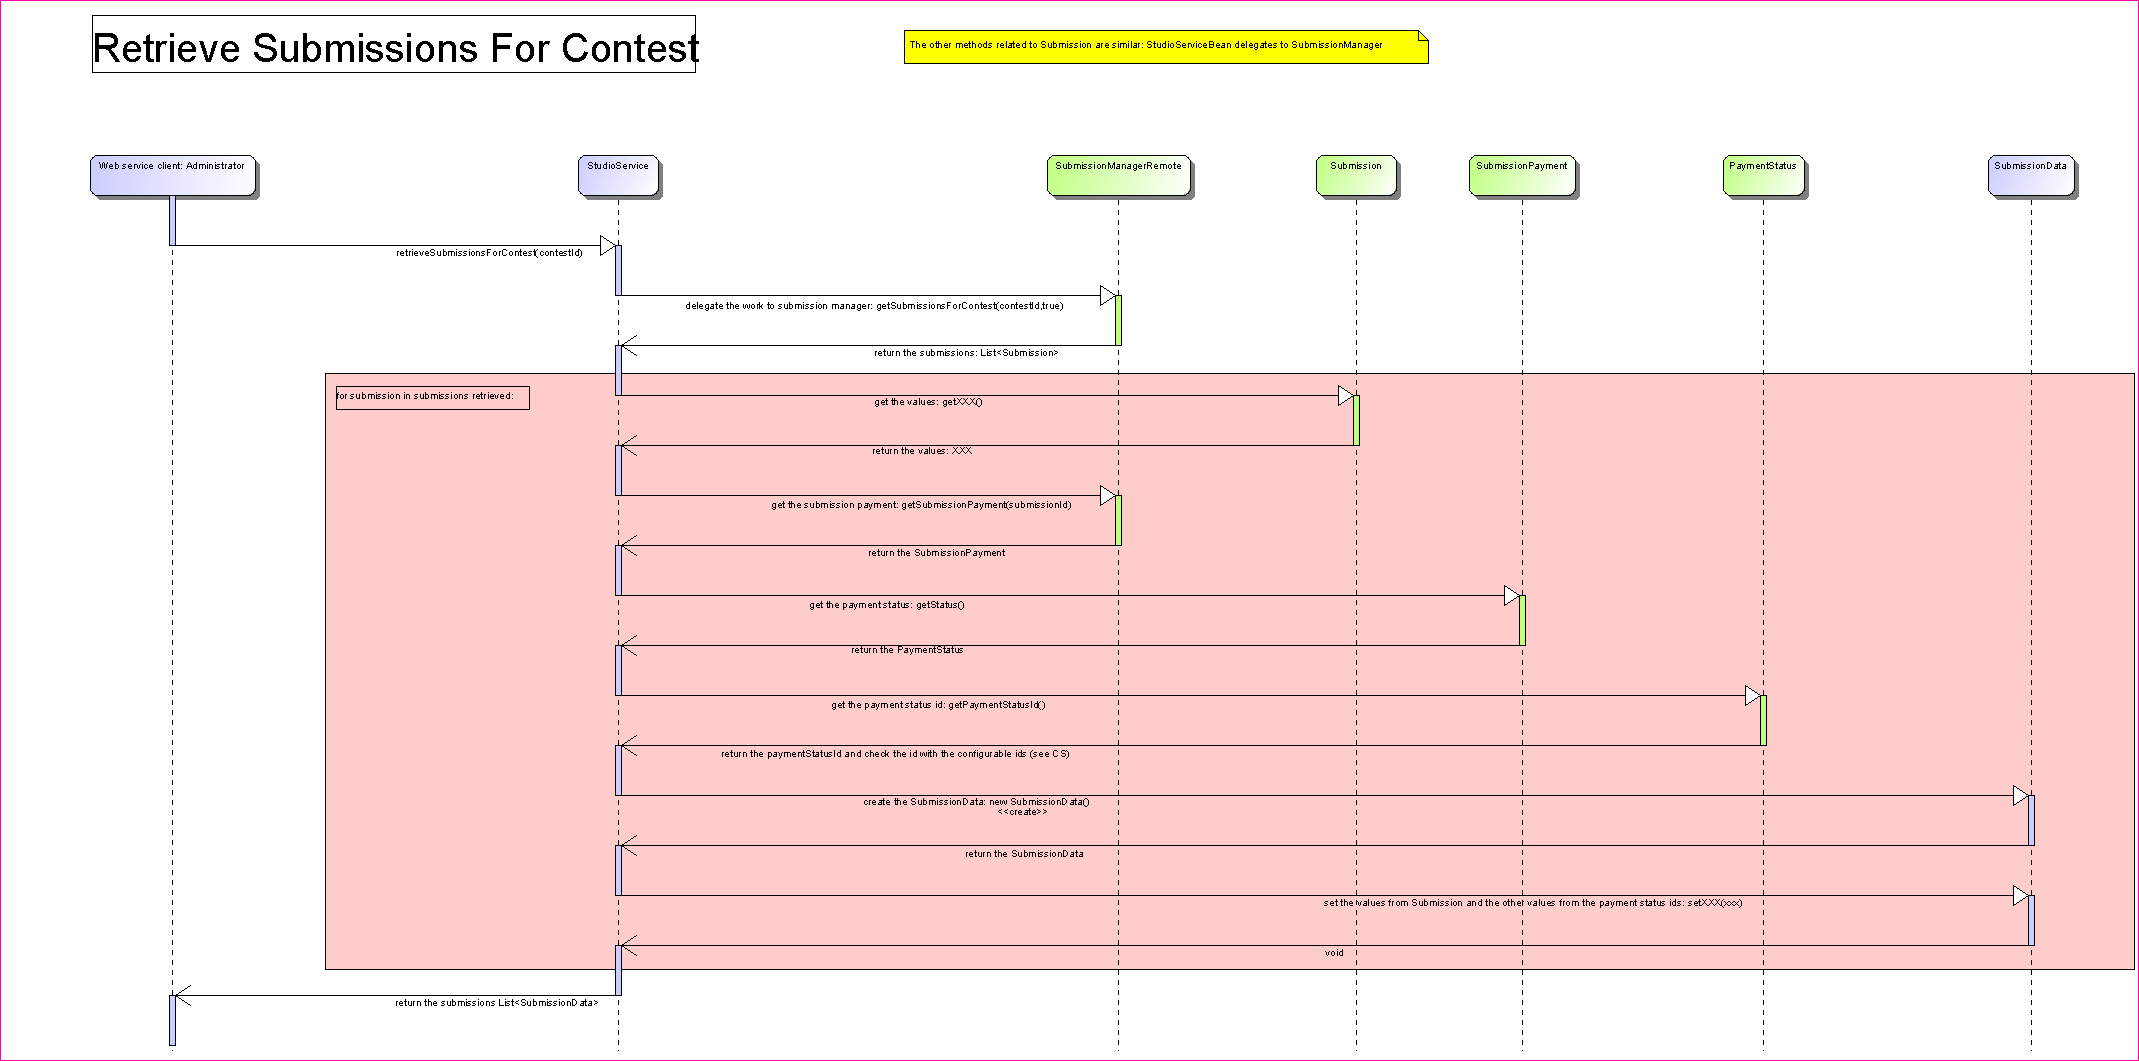 Retrieve Submissions For Contest
The other methods related to Submission are similar: StudioServiceBean delegates to SubmissionManager
Web service client: Administrator
StudioService
SubmissionManagerRemote
Submission
SubmissionPayment
PaymentStatus
SubmissionData
retrieveSubmissionsForContest(contestId)
delegate the work to submission manager: getSubmissionsForContest(contestId,true)
return the submissions: List<Submission>
for submission in submissions retrieved:
get the values: getXXX()
return the values: XXX
get the submission payment: getSubmissionPayment(submissionId)
return the SubmissionPayment
get the payment status: getStatus()
return the PaymentStatus
get the payment status id: getPaymentStatusId()
return the paymentStatusId and check the id with the configurable ids (see CS)
create the SubmissionData: new SubmissionData()
<<create>>
return the SubmissionData
set the values from Submission and the other values from the payment status ids: setXXX(xxx)
void
return the submissions List<SubmissionData>